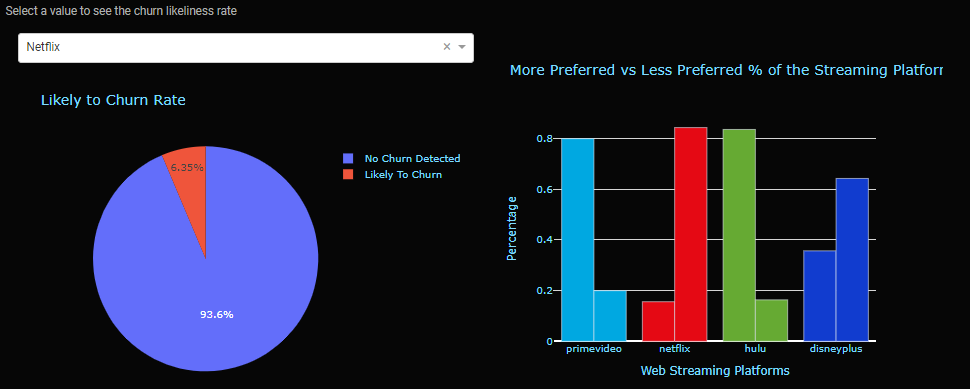 Select a value to see the churn likeliness rate
Netflix
Likely to Churn Rate
6.35%
93.6%
No Churn Detected
Likely To Churn
More Preferred vs Less Preferred % of the Streaming Platfor
Percentage
0.8
0.6
0.4
0.2
0
primevideo netflix hulu disneyplus
Web Streaming Platforms